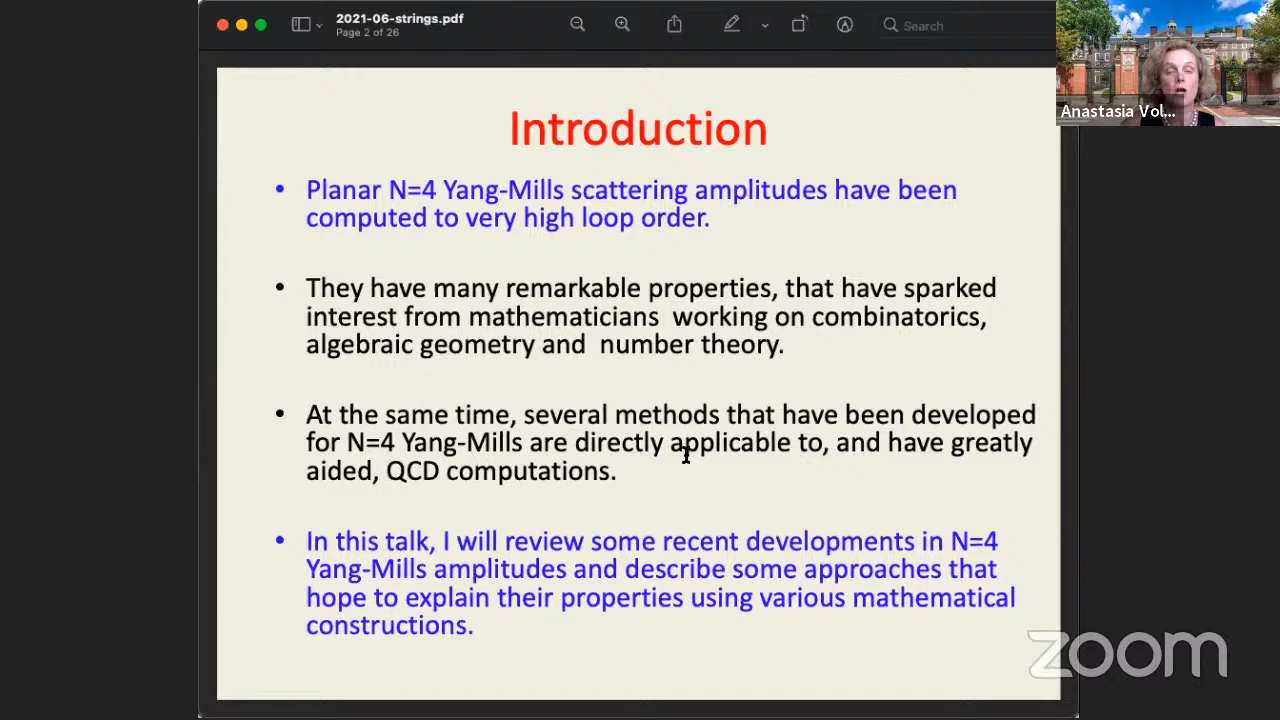 2021-06-strings.pdf
Page 2 of 26
Search
Anastasia Vol...
Introduction
• Planar N=4 Yang-Mills scattering amplitudes have been
computed to very high loop order.
• They have many remarkable properties, that have sparked
interest from mathematicians working on combinatorics,
algebraic geometry and number theory.
• At the same time, several methods that have been developed
for N=4 Yang-Mills are directly applicable to, and have greatly
aided, QCD computations.
• In this talk, I will review some recent developments in N=4
Yang-Mills amplitudes and describe some approaches that
hope to explain their properties using various mathematical
constructions.
zoom